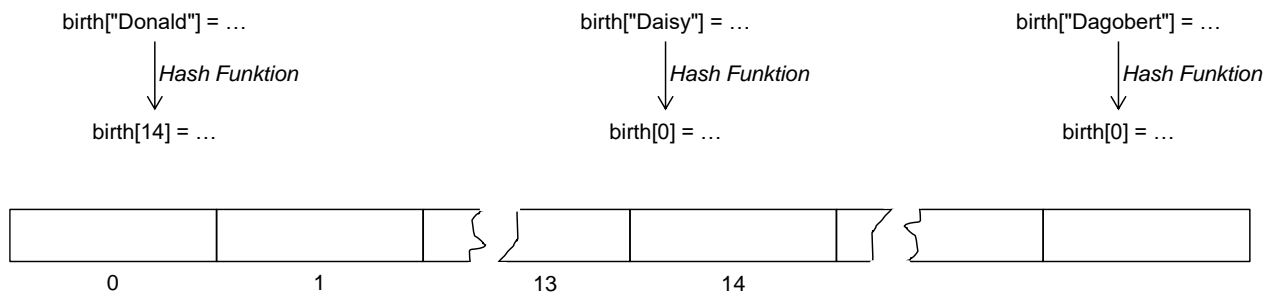 birth["Donald"] = … birth["Daisy"] = … birth["Dagobert"] = …
Hash Funktion Hash Funktion Hash Funktion
birth[14] = … birth[0] = … birth[0] = …
0 1 13 14